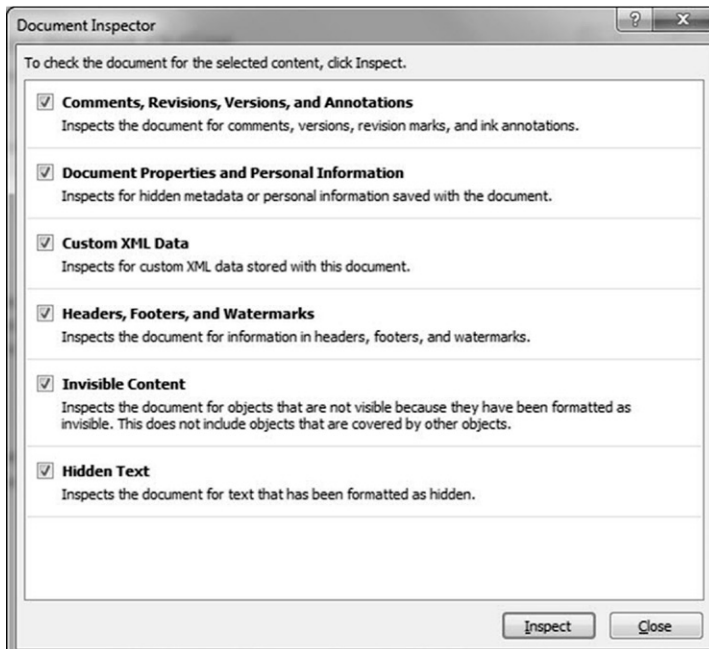 Document Inspector
To check the document for the selected content, click Inspect.
Comments, Revisions, Versions, and Annotations
Inspects the document for comments, versions, revision marks, and ink annotations.
Document Properties and Personal Information
Inspects for hidden metadata or personal information saved with the document.
Custom XML Data
Inspects for custom XML data stored with this document.
Headers, Footers, and Watermarks
Inspects the document for information in headers, footers, and watermarks.
Invisible Content
Inspects the document for objects that are not visible because they have been formatted as
invisible. This does not include objects that are covered by other objects.
Hidden Text
Inspects the document for text that has been formatted as hidden.
Inspect Close